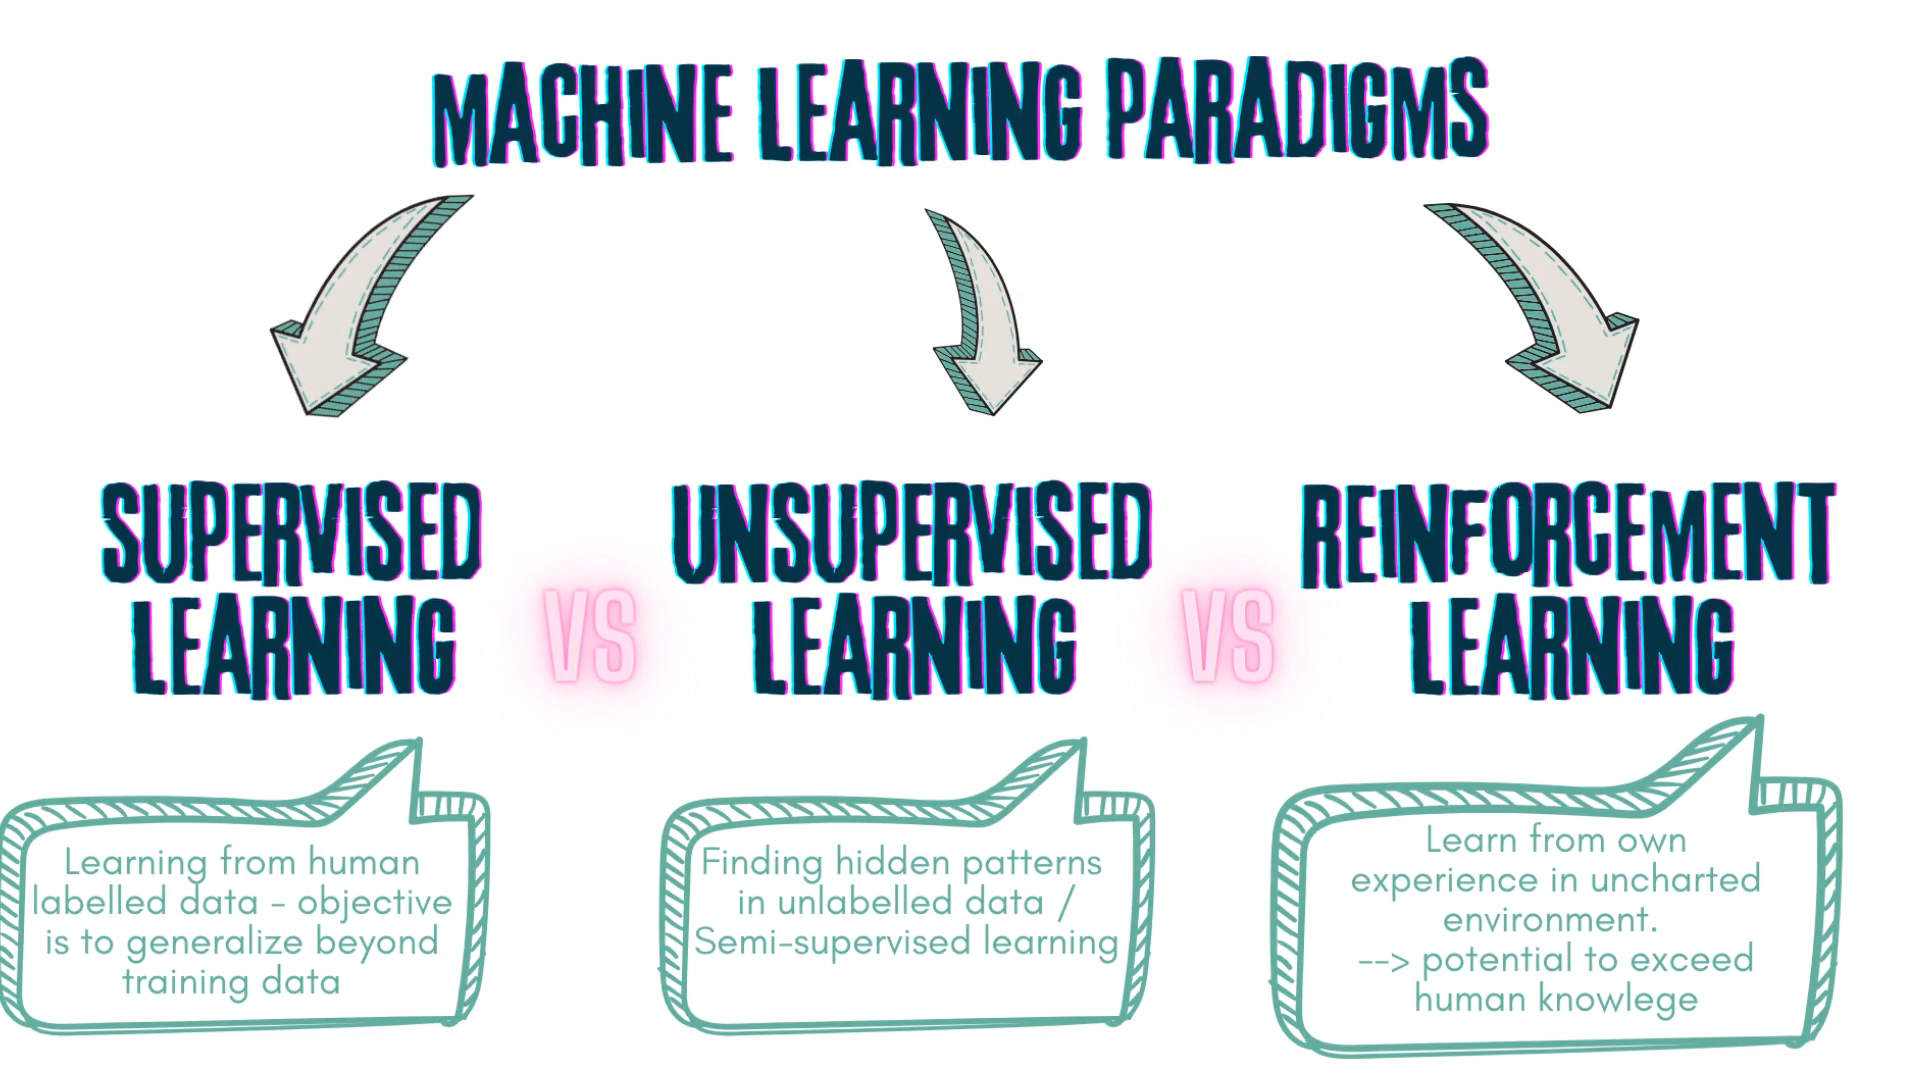 MACHINE LEARNING PARADIGMS
SUPERVISED
LEARNING
VS
UNSUPERVISED
LEARNING
VS
REINFORCEMENT
LEARNING
Learning from human
labelled data - objective
is to generalize beyond
training data
Finding hidden patterns
in unlabelled data /
Semi-supervised learning
Learn from own
experience in uncharted
environment.
--> potential to exceed
human knowlege